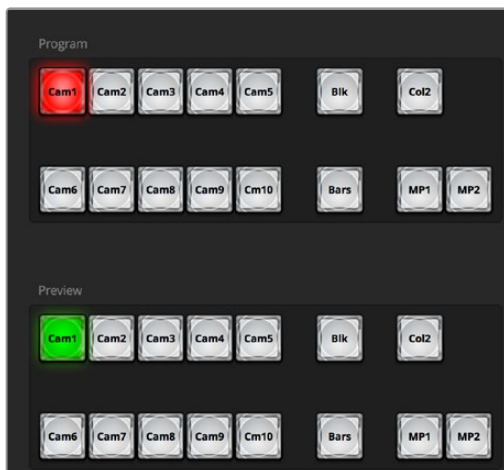 Program
Cam1 Cam2 Cam3 Cam4 Cam5 Blk Col2
Cam6 Cam7 Cam8 Cam9 Cm10 Bars MP1 MP2
Preview
Cam1 Cam2 Cam3 Cam4 Cam5 Blk Col2
Cam6 Cam7 Cam8 Cam9 Cm10 Bars MP1 MP2